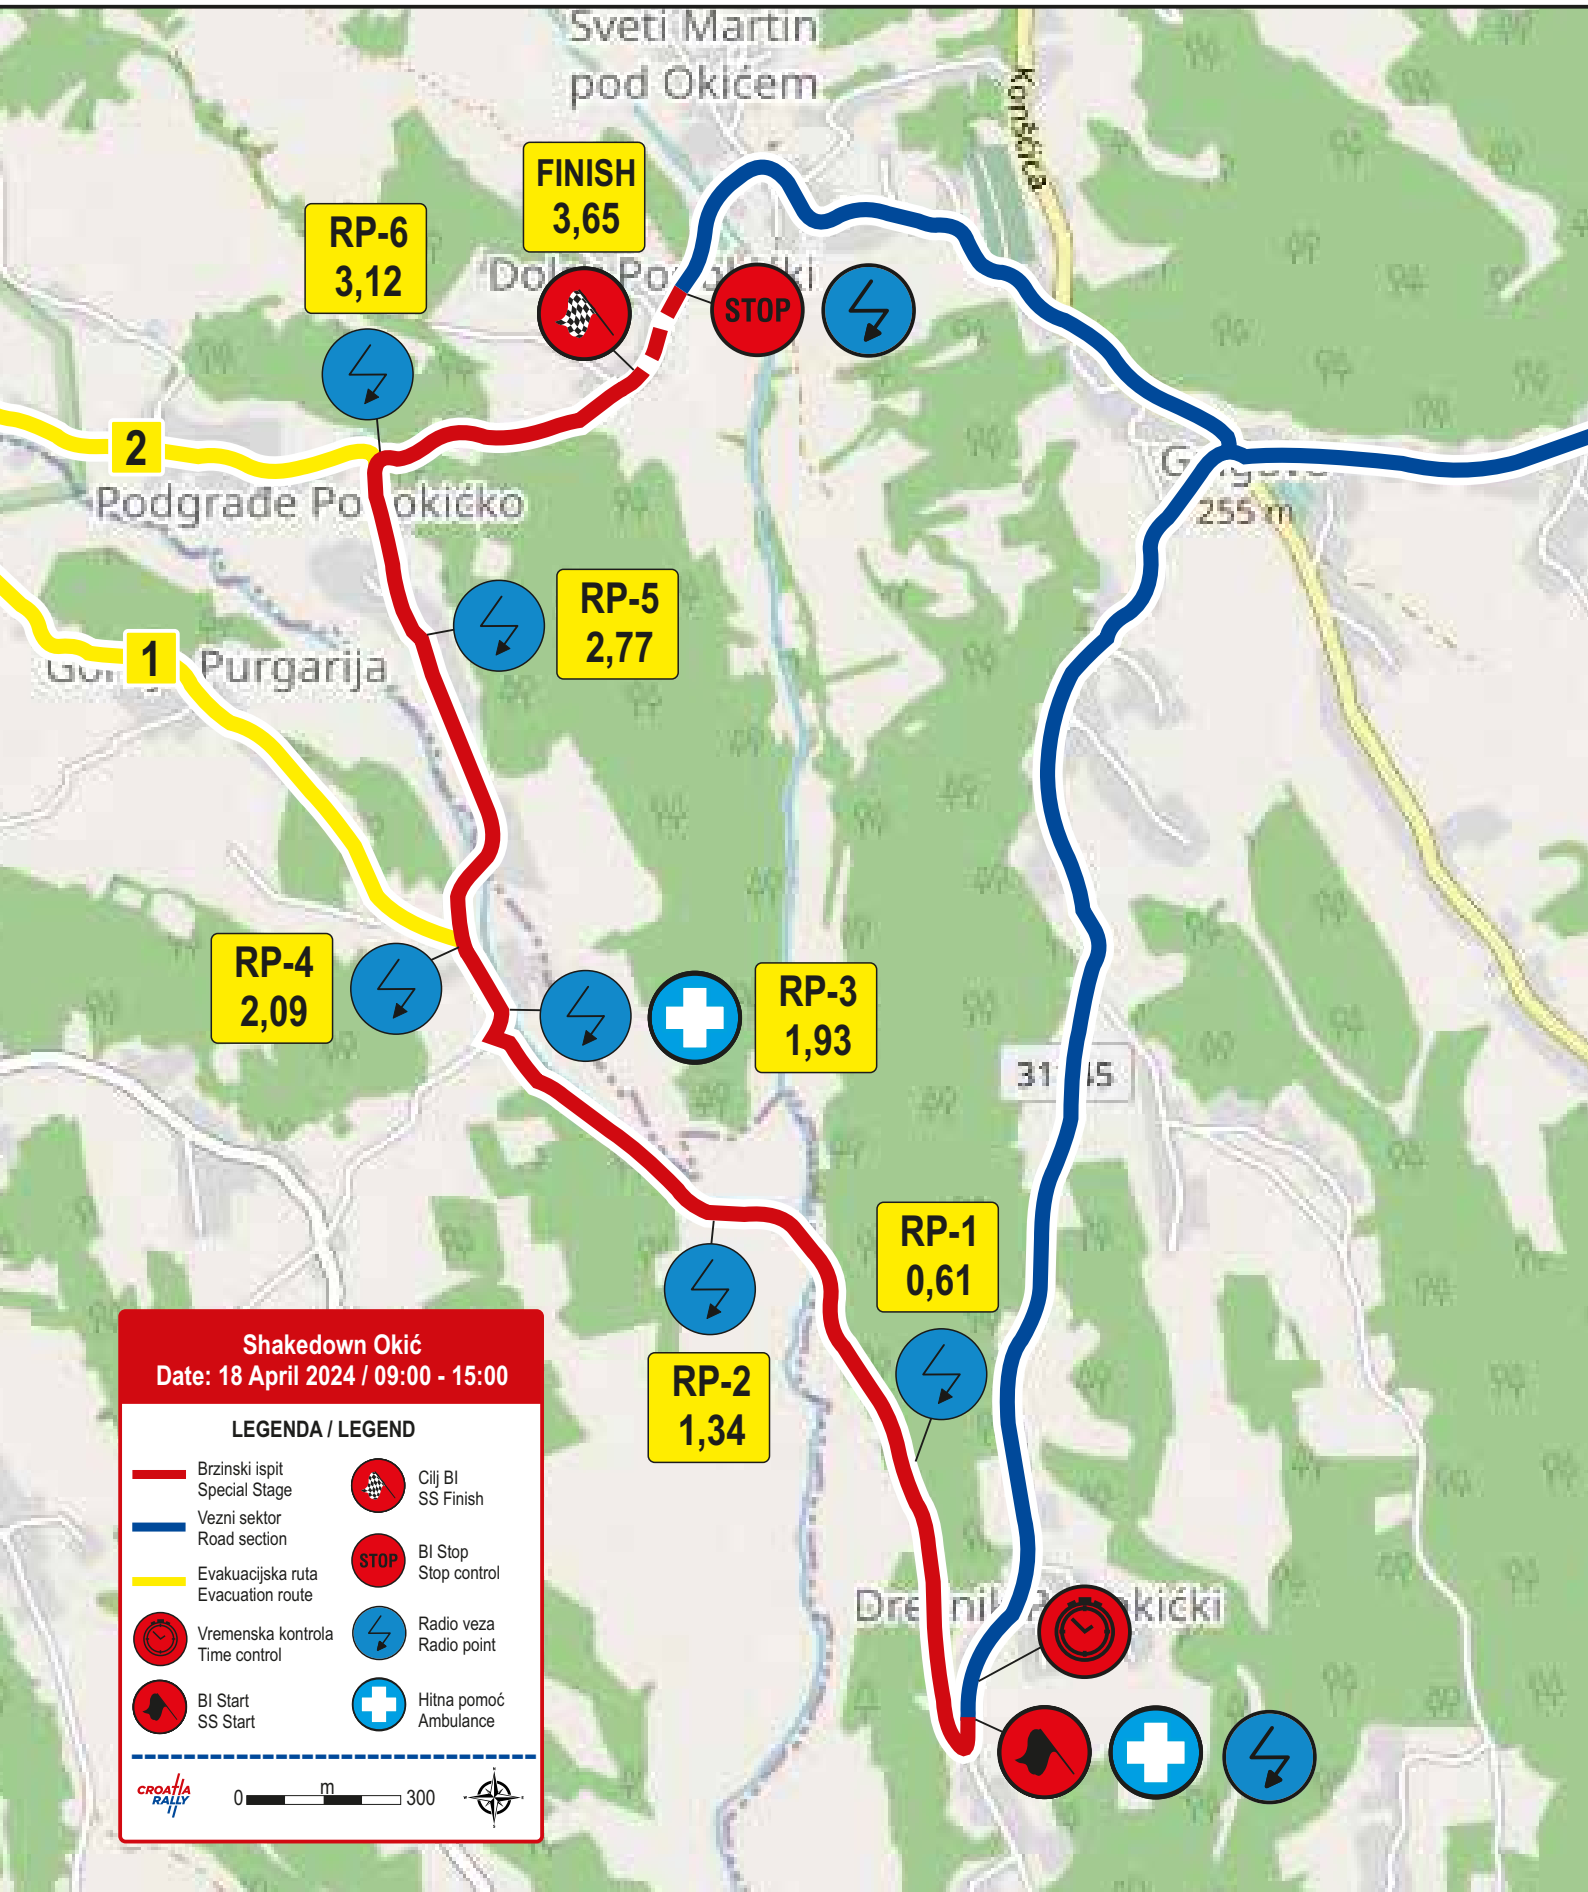 Sveti Martin
pod Okićem
Konšćica
FINISH
3,65
RP-6
3,12
STOP
2
Podgrađe Po okićko
255 m
RP-5
2,77
1
Purgarija
RP-4
2,09
RP-3
1,93
31 45
RP-1
0,61
RP-2
1,34
Shakedown Okić
Date: 18 April 2024 / 09:00 - 15:00
LEGENDA / LEGEND
Brzinski ispit
Special Stage
Vezni sektor
Road section
Evakuacijska ruta
Evacuation route
Vremenska kontrola
Time control
BI Start
SS Start
Cilj BI
SS Finish
STOP
BI Stop
Stop control
Radio veza
Radio point
Hitna pomoć
Ambulance
CROATIA
RALLY
0 m 300